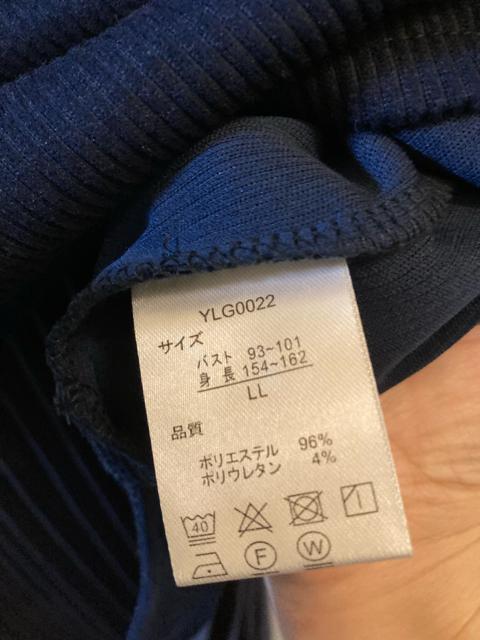 YLG0022
サイズ
バスト 93~101
身長 154~162
LL
品質
ポリエステル 96%
ポリウレタン 4%
40
F W